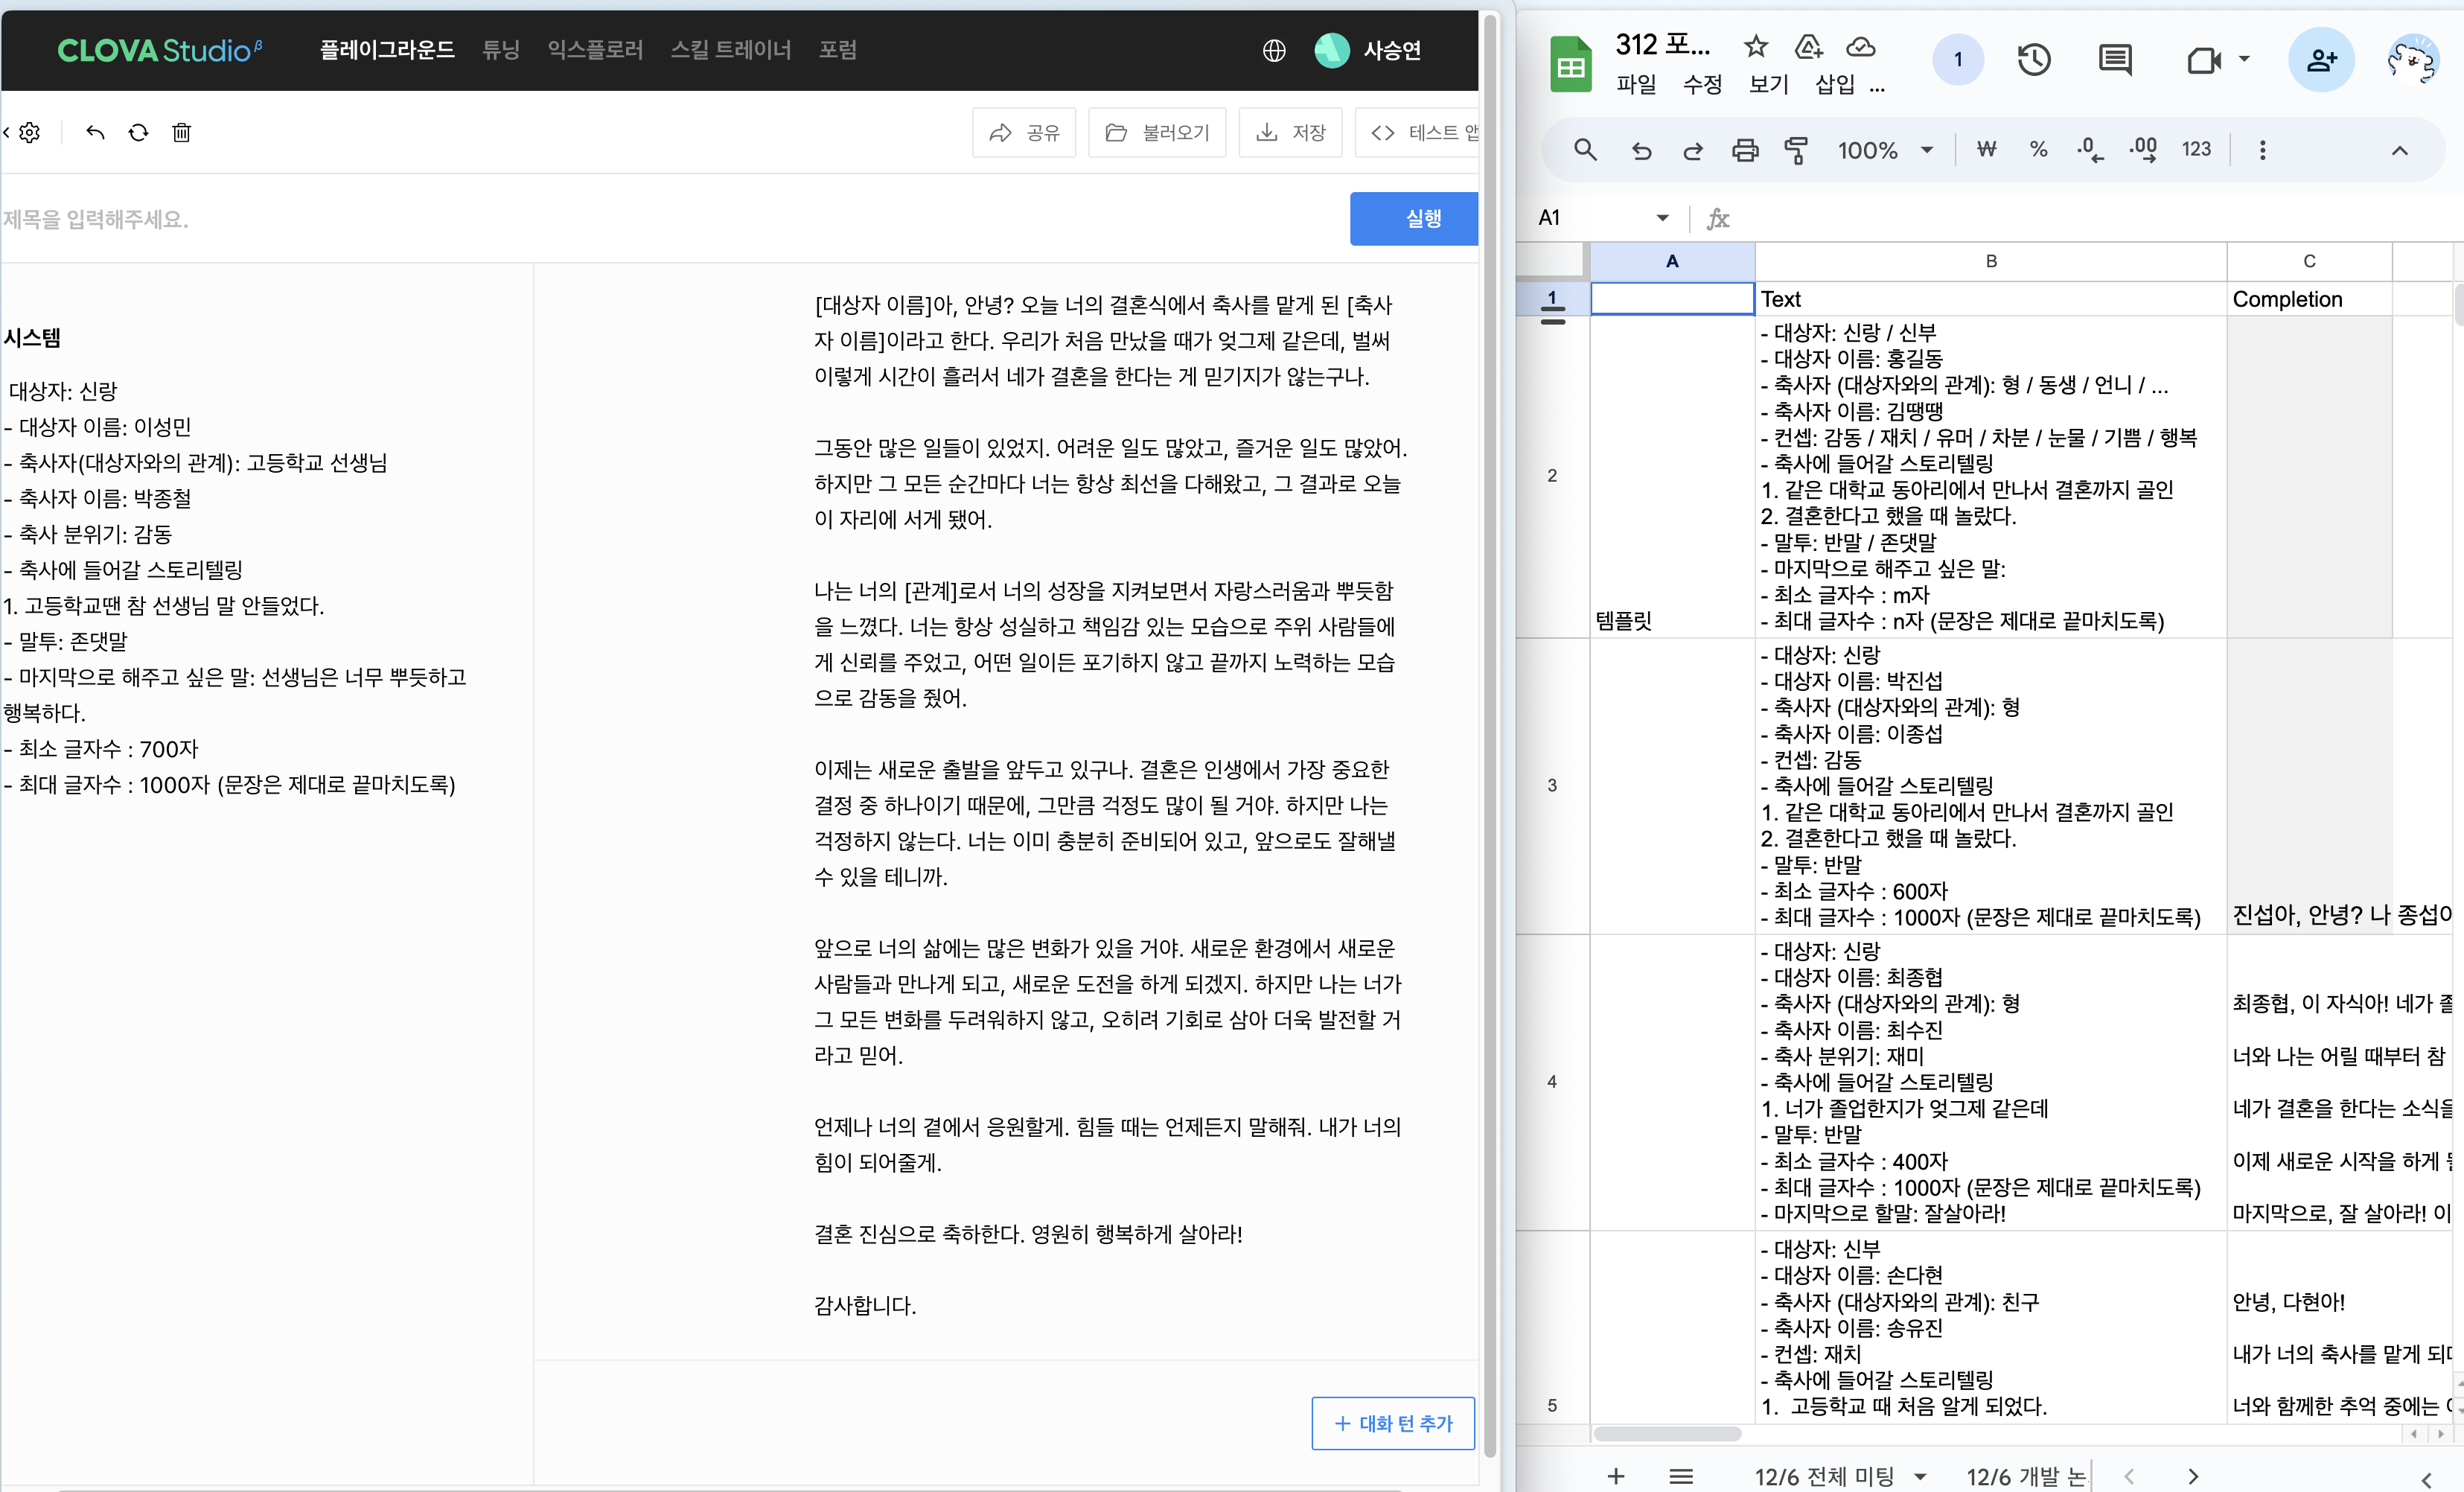 CLOVA Studio β
플레이그라운드 튜닝 익스플로러 스킬 트레이너 포럼
사승연
공유 불러오기 저장 테스트 앱
제목을 입력해주세요.
실행
시스템
대상자: 신랑
- 대상자 이름: 이성민
- 축사자(대상자와의 관계): 고등학교 선생님
- 축사자 이름: 박종철
- 축사 분위기: 감동
- 축사에 들어갈 스토리텔링
1. 고등학교땐 참 선생님 말 안들었다.
- 말투: 존댓말
- 마지막으로 해주고 싶은 말: 선생님은 너무 뿌듯하고
행복하다.
- 최소 글자수 : 700자
- 최대 글자수 : 1000자 (문장은 제대로 끝마치도록)
[대상자 이름]아, 안녕? 오늘 너의 결혼식에서 축사를 맡게 된 [축사
자 이름]이라고 한다. 우리가 처음 만났을 때가 엊그제 같은데, 벌써
이렇게 시간이 흘러서 네가 결혼을 한다는 게 믿기지가 않는구나.
그동안 많은 일들이 있었지. 어려운 일도 많았고, 즐거운 일도 많았어.
하지만 그 모든 순간마다 너는 항상 최선을 다해왔고, 그 결과로 오늘
이 자리에 서게 됐어.
나는 너의 [관계]로서 너의 성장을 지켜보면서 자랑스러움과 뿌듯함
을 느꼈다. 너는 항상 성실하고 책임감 있는 모습으로 주위 사람들에
게 신뢰를 주었고, 어떤 일이든 포기하지 않고 끝까지 노력하는 모습
으로 감동을 줬어.
이제는 새로운 출발을 앞두고 있구나. 결혼은 인생에서 가장 중요한
결정 중 하나이기 때문에, 그만큼 걱정도 많이 될 거야. 하지만 나는
걱정하지 않는다. 너는 이미 충분히 준비되어 있고, 앞으로도 잘해낼
수 있을 테니까.
앞으로 너의 삶에는 많은 변화가 있을 거야. 새로운 환경에서 새로운
사람들과 만나게 되고, 새로운 도전을 하게 되겠지. 하지만 나는 너가
그 모든 변화를 두려워하지 않고, 오히려 기회로 삼아 더욱 발전할 거
라고 믿어.
언제나 너의 곁에서 응원할게. 힘들 때는 언제든지 말해줘. 내가 너의
힘이 되어줄게.
결혼 진심으로 축하한다. 영원히 행복하게 살아라!
감사합니다.
+ 대화 턴 추가
312 포...
파일 수정 보기 삽입 ...
1
100% ₩ % .0 .00 123
A1
fx
A B C
1 Text Completion
2
템플릿
- 대상자: 신랑 / 신부
- 대상자 이름: 홍길동
- 축사자 (대상자와의 관계): 형 / 동생 / 언니 / ...
- 축사자 이름: 김땡땡
- 컨셉: 감동 / 재치 / 유머 / 차분 / 눈물 / 기쁨 / 행복
- 축사에 들어갈 스토리텔링
1. 같은 대학교 동아리에서 만나서 결혼까지 골인
2. 결혼한다고 했을 때 놀랐다.
- 말투: 반말 / 존댓말
- 마지막으로 해주고 싶은 말:
- 최소 글자수 : m자
- 최대 글자수 : n자 (문장은 제대로 끝마치도록)
3
- 대상자: 신랑
- 대상자 이름: 박진섭
- 축사자 (대상자와의 관계): 형
- 축사자 이름: 이종섭
- 컨셉: 감동
- 축사에 들어갈 스토리텔링
1. 같은 대학교 동아리에서 만나서 결혼까지 골인
2. 결혼한다고 했을 때 놀랐다.
- 말투: 반말
- 최소 글자수 : 600자
- 최대 글자수 : 1000자 (문장은 제대로 끝마치도록)
진섭아, 안녕? 나
4
- 대상자: 신랑
- 대상자 이름: 최종협
- 축사자 (대상자와의 관계): 형
- 축사자 이름: 최수진
- 축사 분위기: 재미
- 축사에 들어갈 스토리텔링
1. 너가 졸업한지가 엊그제 같은데
- 말투: 반말
- 최소 글자수 : 400자
- 최대 글자수 : 1000자 (문장은 제대로 끝마치도록)
- 마지막으로 할말: 잘살아라!
최종협, 이 자식아! 네가
너와 나는 어릴 때부터 참
네가 결혼을 한다는 소식을
이제 새로운 시작을 하게
마지막으로, 잘 살아라! 이
5
- 대상자: 신부
- 대상자 이름: 손다현
- 축사자 (대상자와의 관계): 친구
- 축사자 이름: 송유진
- 컨셉: 재치
- 축사에 들어갈 스토리텔링
1. 고등학교 때 처음 알게 되었다.
안녕, 다현아!
내가 너의 축사를 맡게
너와 함께한 추억 중에는
12/6 전체 미팅 12/6 개발 논